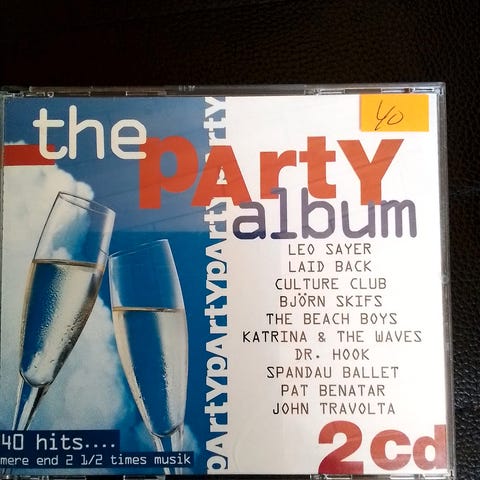 40
the
pArtY
album
pArtypArtypArtypArtY
LEO SAYER
LAID BACK
CULTURE CLUB
BJÖRN SKIFS
THE BEACH BOYS
KATRINA & THE WAVES
DR. HOOK
SPANDAU BALLET
PAT BENATAR
JOHN TRAVOLTA
40 hits....
mere end 2 1/2 times musik
2cd